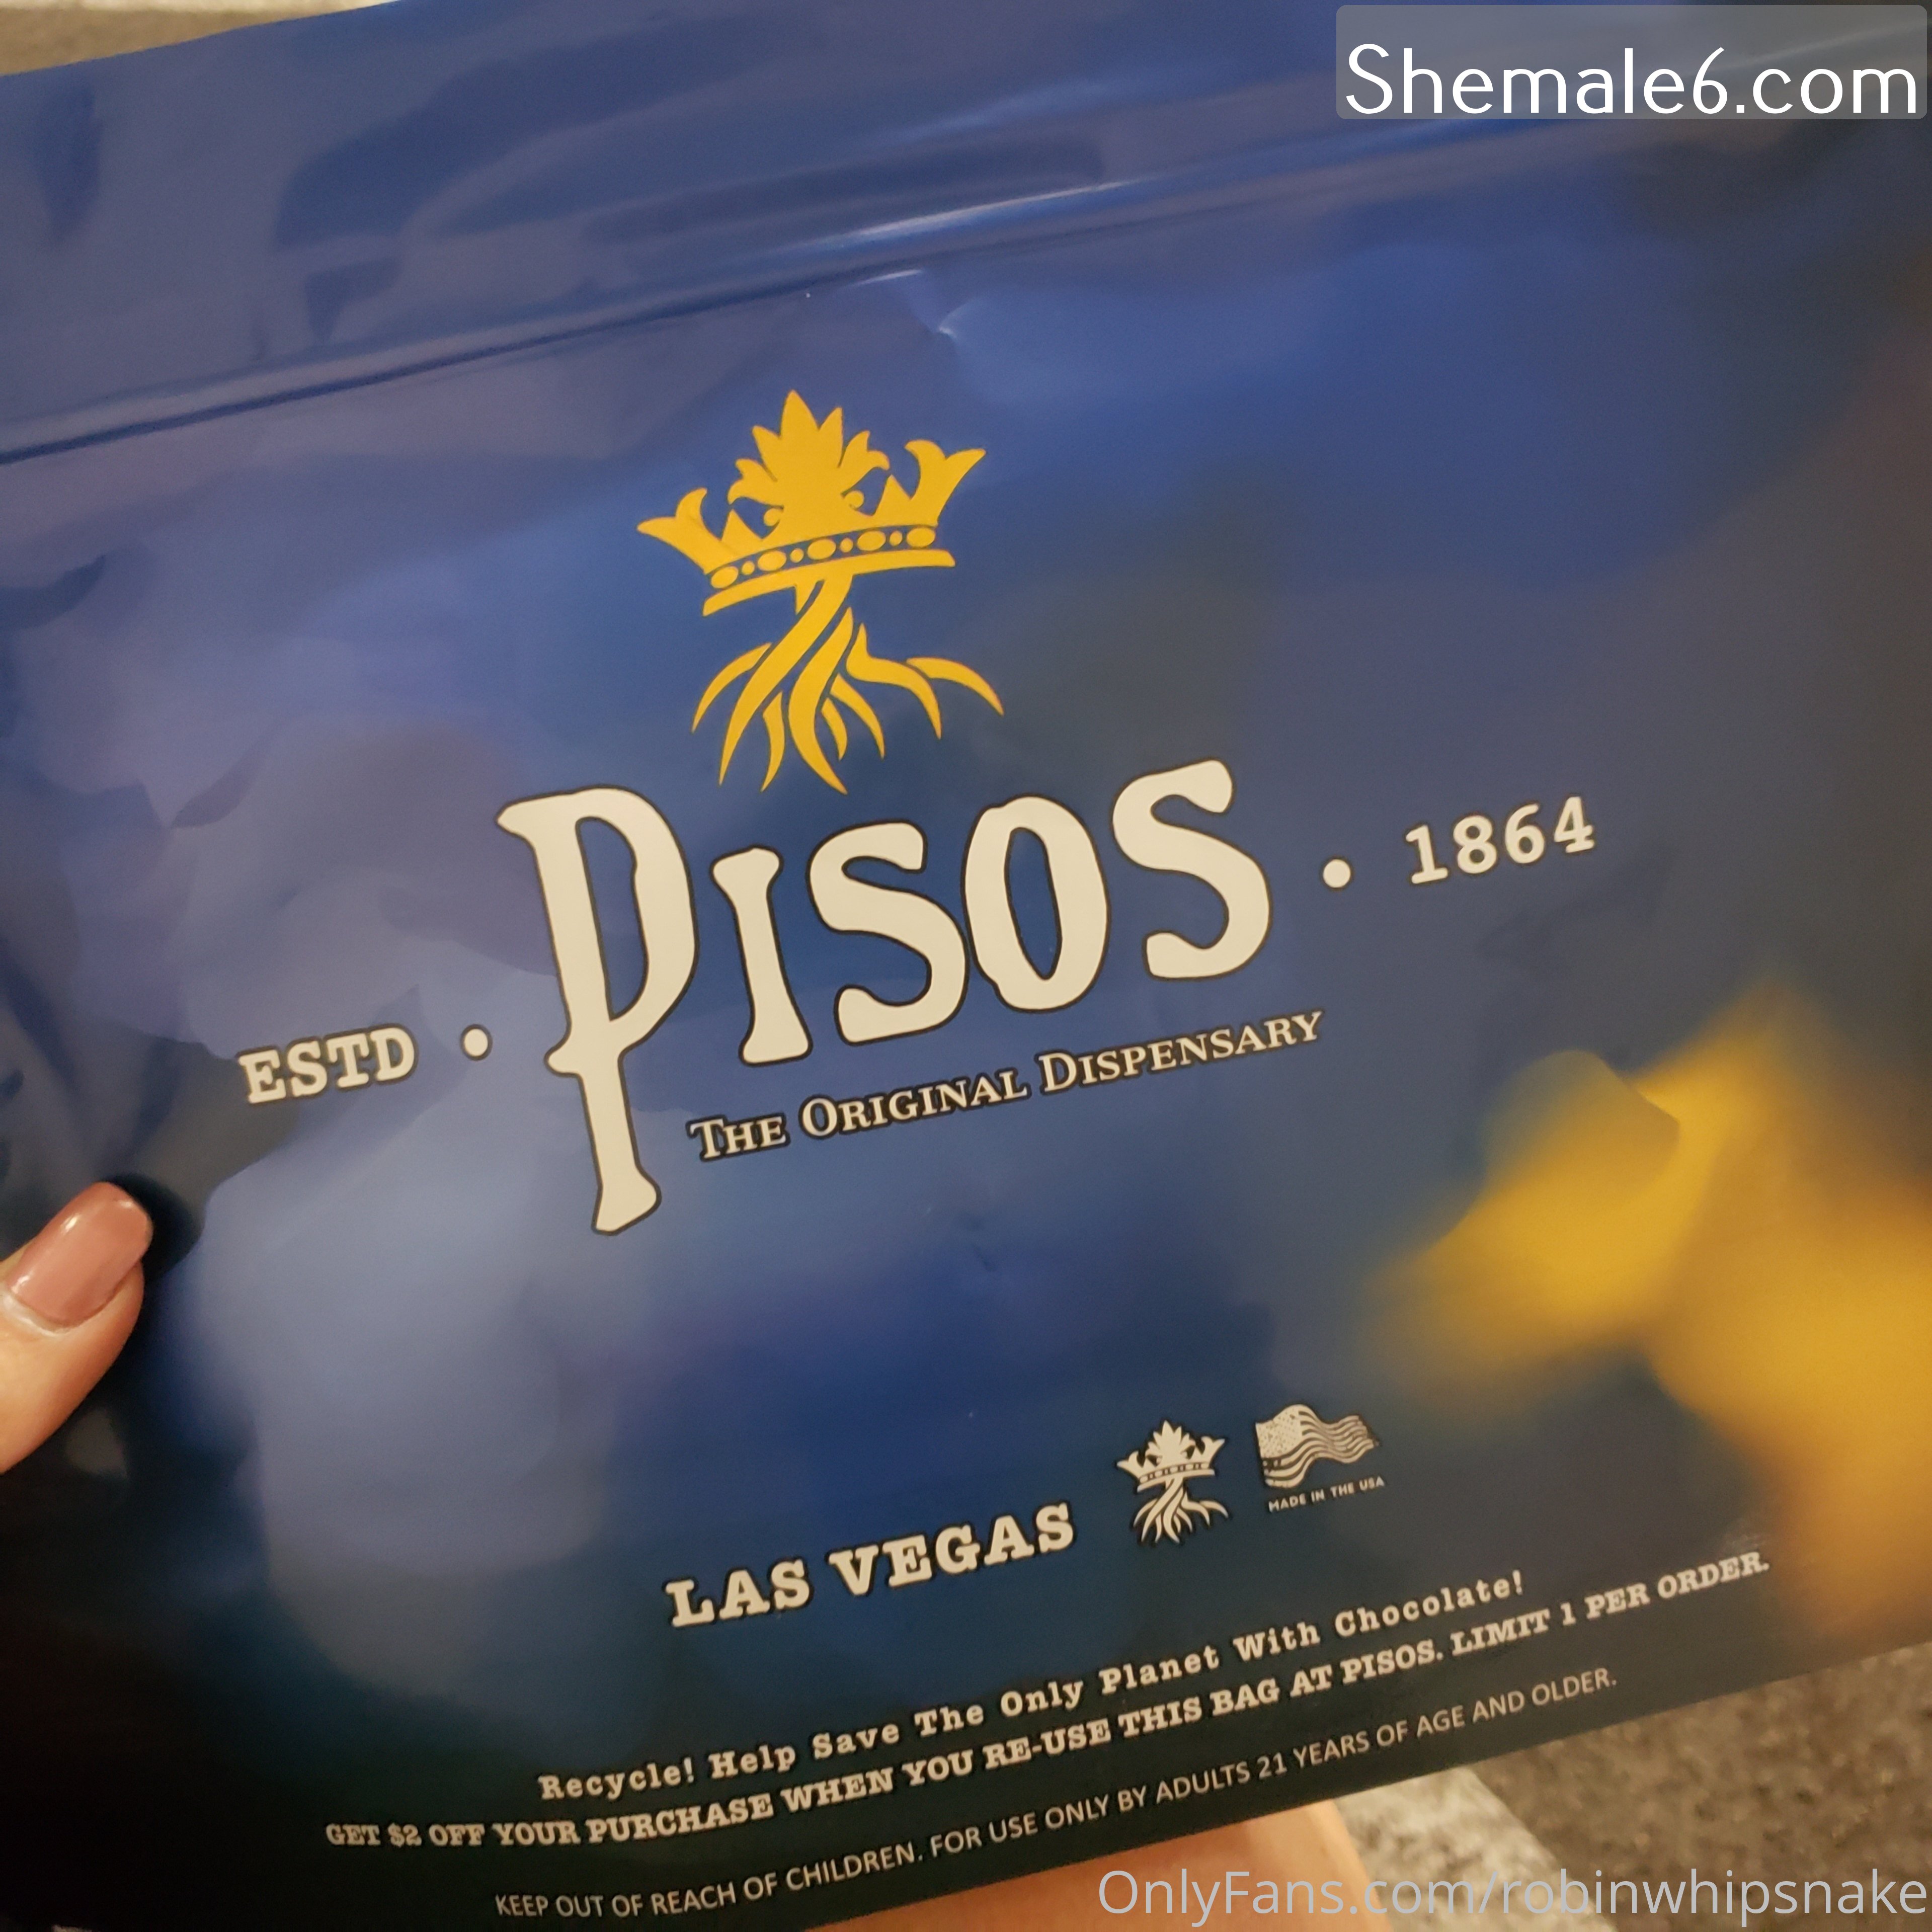 Shemale6.com
ESTD • PISOS • 1864
THE ORIGINAL DISPENSARY
LAS VEGAS
MADE IN THE USA
Recycle! Help Save The Only Planet With Chocolate!
GET $2 OFF YOUR PURCHASE WHEN YOU RE-USE THIS BAG AT PISOS. LIMIT 1 PER ORDER.
KEEP OUT OF REACH OF CHILDREN. FOR USE ONLY BY ADULTS 21 YEARS OF AGE AND OLDER.
OnlyFans.com/robinwhipsnake